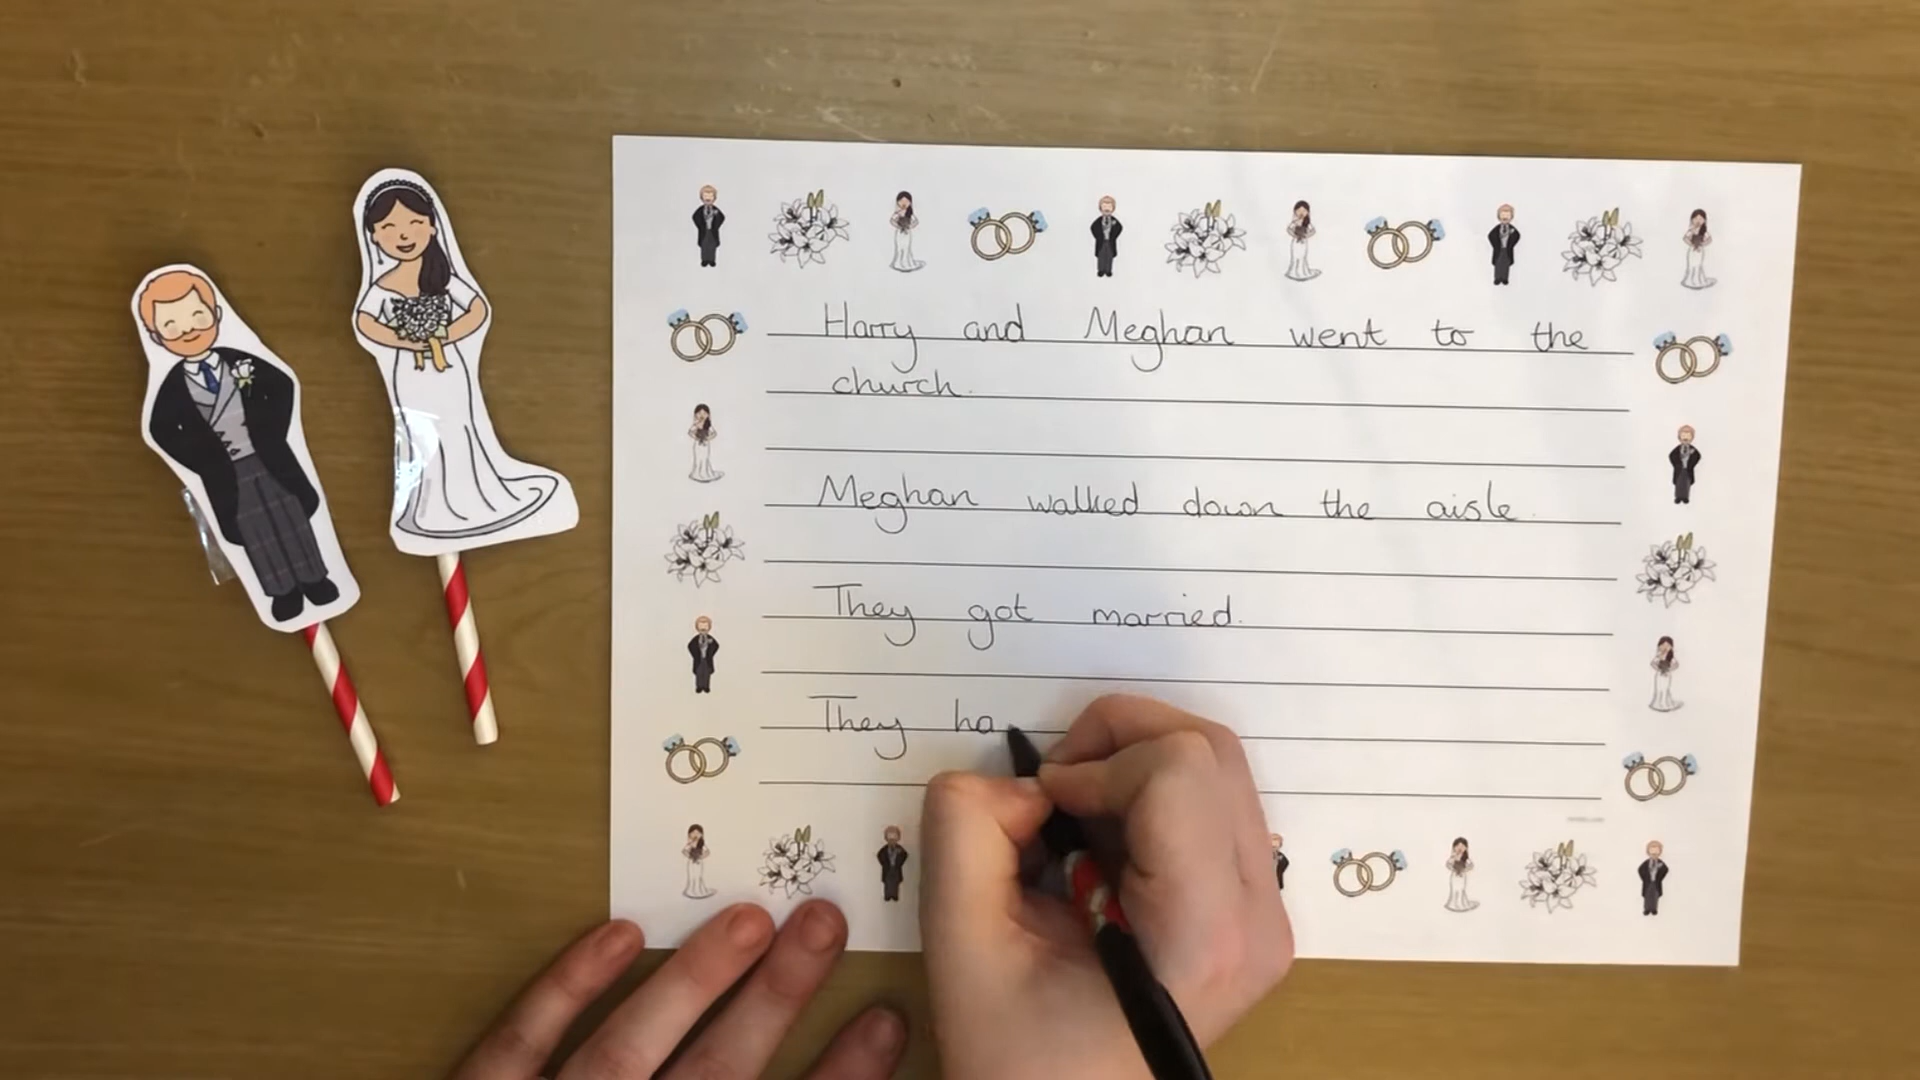 Harry and Meghan went to the
church.
Meghan walked down the aisle.
They got married.
They ha